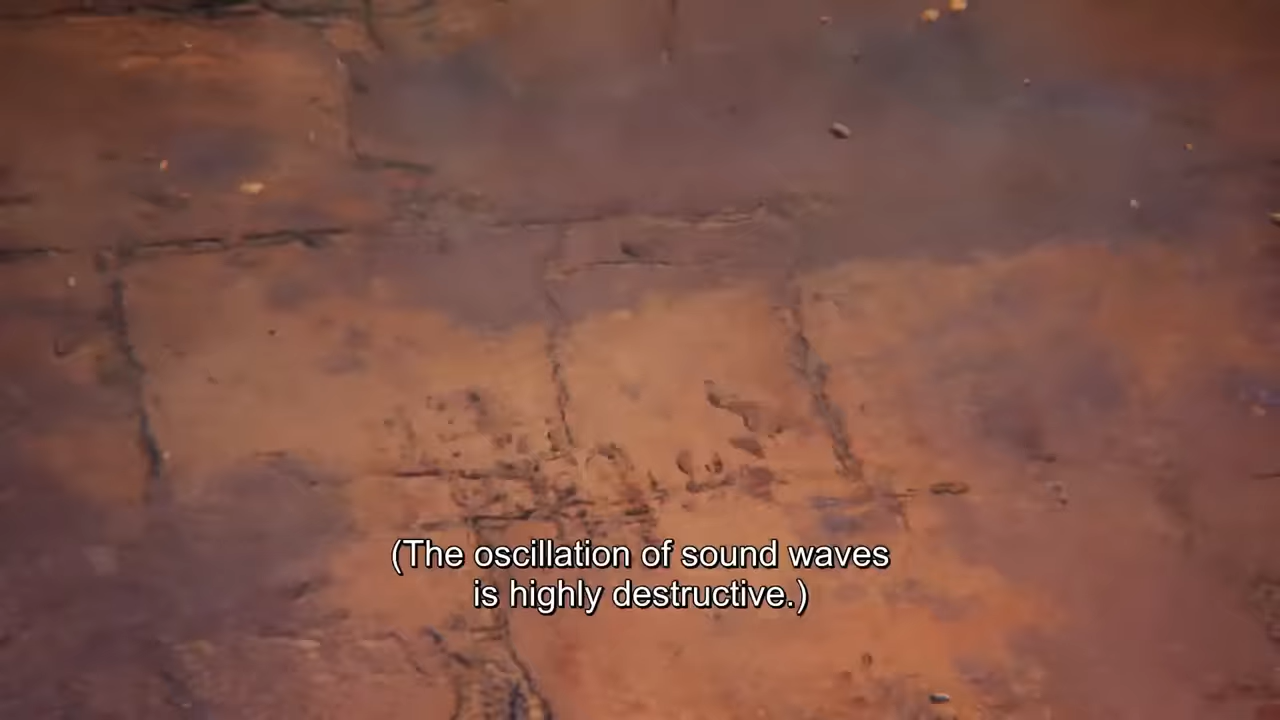 (The oscillation of sound waves
is highly destructive.)